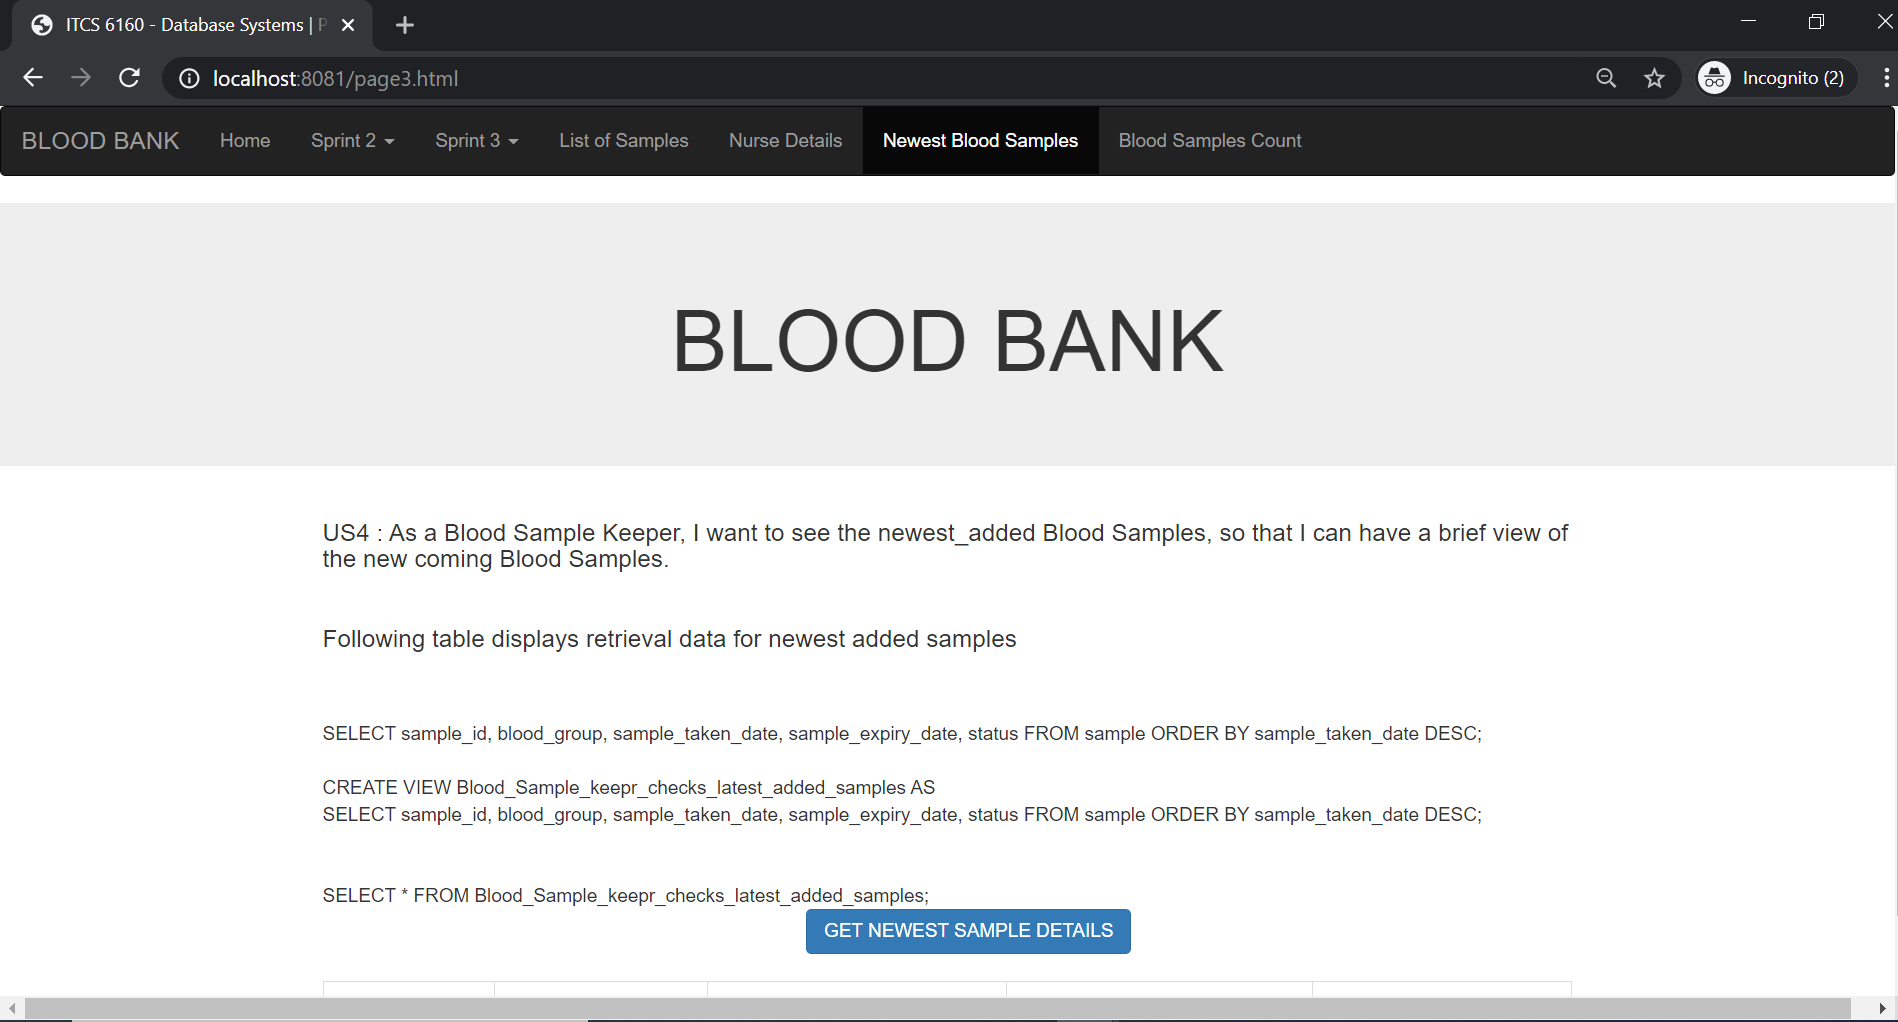 ITCS 6160 - Database Systems |
localhost:8081/page3.html
Incognito (2)
BLOOD BANK
Home
Sprint 2
Sprint 3
List of Samples
Nurse Details
Newest Blood Samples
Blood Samples Count
BLOOD BANK
US4 : As a Blood Sample Keeper, I want to see the newest_added Blood Samples, so that I can have a brief view of
the new coming Blood Samples.
Following table displays retrieval data for newest added samples
SELECT sample_id, blood_group, sample_taken_date, sample_expiry_date, status FROM sample ORDER BY sample_taken_date DESC;
CREATE VIEW Blood_Sample_keepr_checks_latest_added_samples AS
SELECT sample_id, blood_group, sample_taken_date, sample_expiry_date, status FROM sample ORDER BY sample_taken_date DESC;
SELECT * FROM Blood_Sample_keepr_checks_latest_added_samples;
GET NEWEST SAMPLE DETAILS